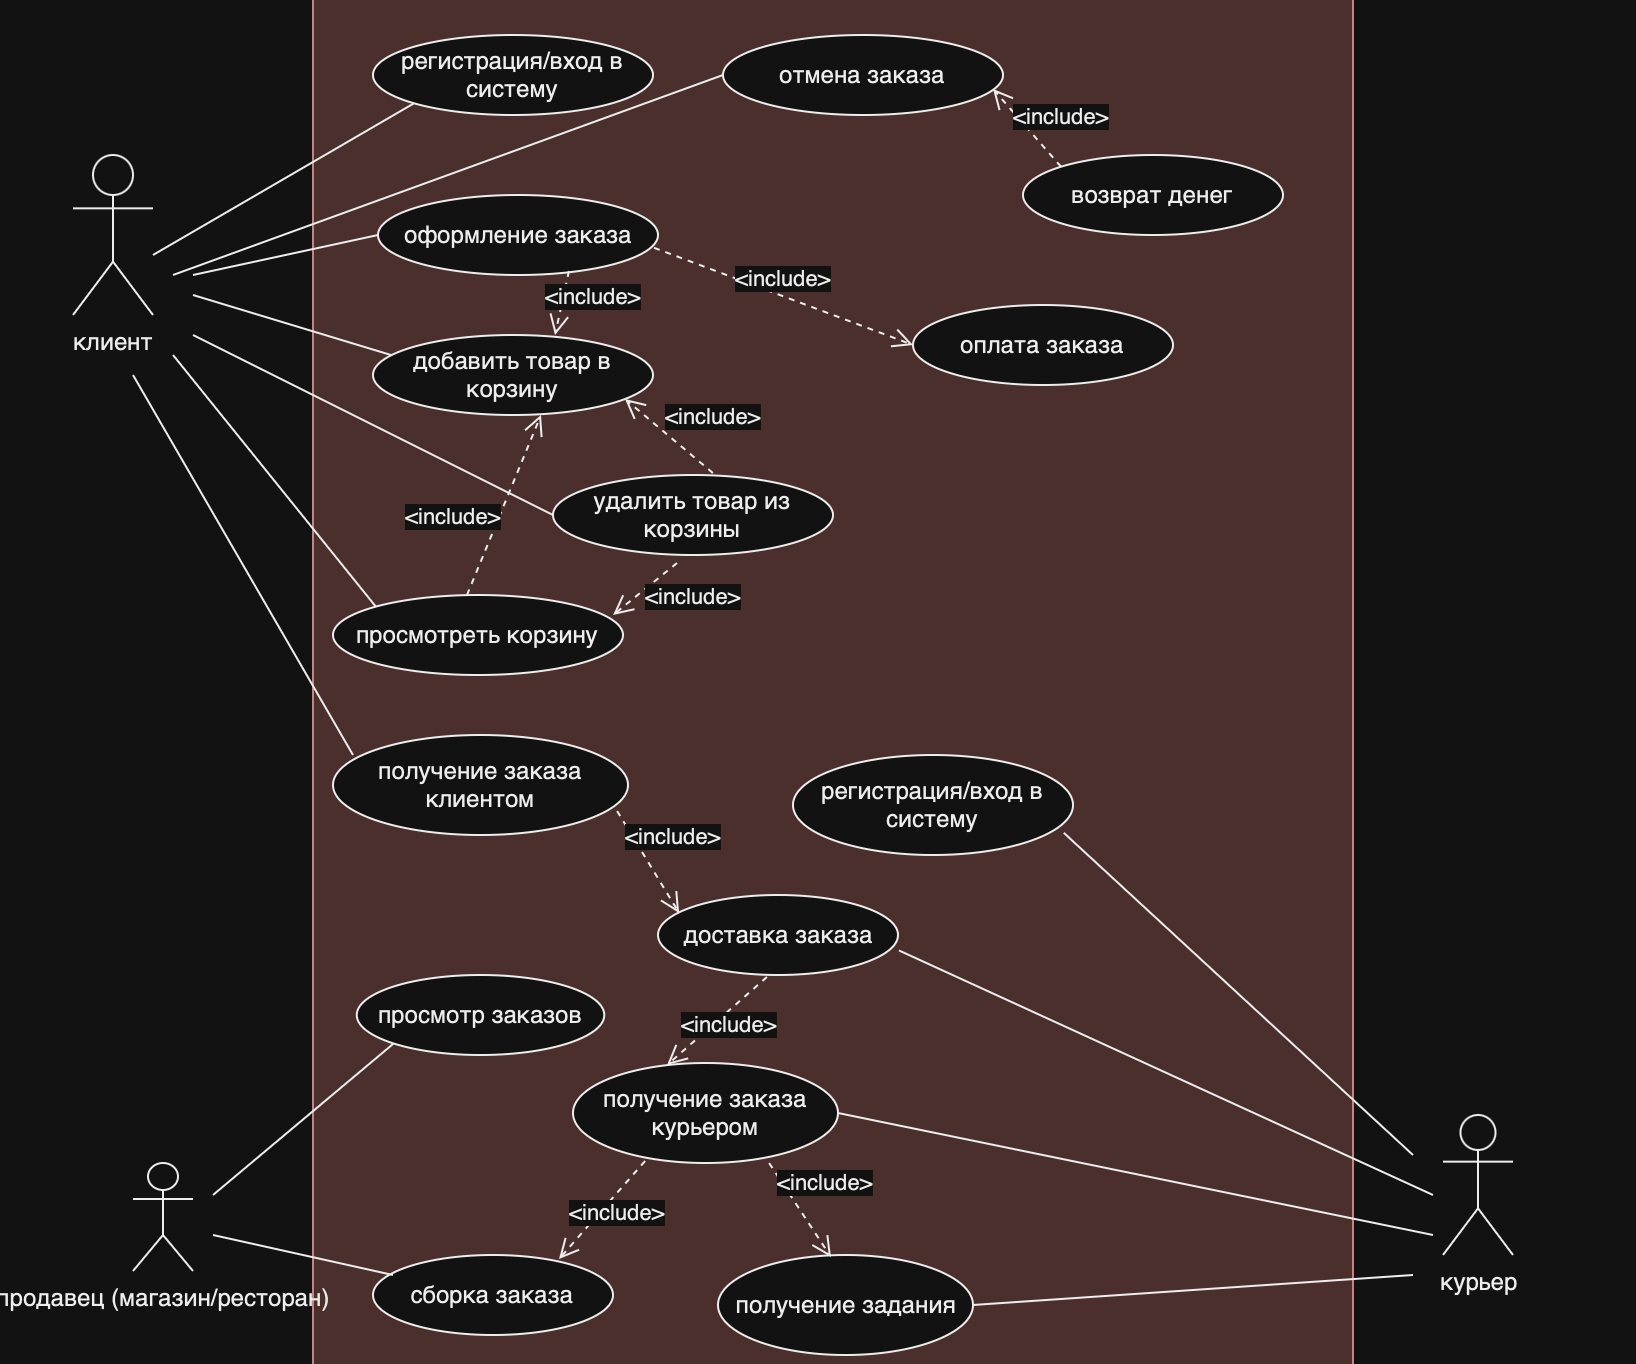 регистрация/вход в
систему
отмена заказа
<include>
возврат денег
оформление заказа
<include>
<include>
оплата заказа
клиент
добавить товар в
корзину
<include>
удалить товар из
корзины
<include>
<include>
просмотреть корзину
получение заказа
клиентом
регистрация/вход в
систему
<include>
доставка заказа
просмотр заказов
<include>
получение заказа
курьером
<include>
<include>
продавец (магазин/ресторан)
сборка заказа
получение задания
курьер